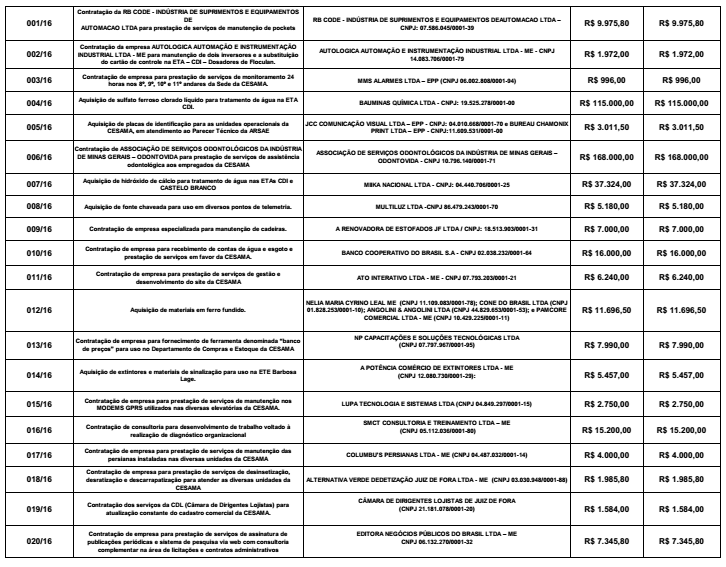 001/16
Contratação da RB CODE - INDÚSTRIA DE SUPRIMENTOS E EQUIPAMENTOS
DE
AUTOMACAO LTDA para prestação de serviços de manutenção de pockets
RB CODE - INDÚSTRIA DE SUPRIMENTOS E EQUIPAMENTOS DEAUTOMACAO LTDA –
CNPJ: 07.586.045/0001-39
R$ 9.975,80
R$ 9.975,80
002/16
Contratação da empresa AUTOLOGICA AUTOMAÇÃO E INSTRUMENTAÇÃO
INDUSTRIAL LTDA - ME para manutenção de dois inversores e a substituição
do cartão de controle na ETA – CDI – Dosadores de Floculan.
AUTOLOGICA AUTOMAÇÃO E INSTRUMENTAÇÃO INDUSTRIAL LTDA - ME - CNPJ
14.083.706/0001-79
R$ 1.972,00
R$ 1.972,00
003/16
Contratação de empresa para prestação de serviços de monitoramento 24
horas nos 8º, 9º, 10º e 11º andares da Sede da CESAMA.
MMS ALARMES LTDA – EPP (CNPJ 06.002.808/0001-94)
R$ 996,00
R$ 996,00
004/16
Aquisição de sulfato ferroso clorado líquido para tratamento de água na ETA
CDI.
BAUMINAS QUÍMICA LTDA - CNPJ: 19.525.278/0001-00
R$ 115.000,00
R$ 115.000,00
005/16
Aquisição de placas de identificação para as unidades operacionais da
CESAMA, em atendimento ao Parecer Técnico da ARSAE
JCC COMUNICAÇÃO VISUAL LTDA – EPP - CNPJ: 04.010.668/0001-70 e BUREAU CHAMONIX
PRINT LTDA – EPP - CNPJ:11.609.531/0001-00
R$ 3.011,50
R$ 3.011,50
006/16
Contratação de ASSOCIAÇÃO DE SERVIÇOS ODONTOLÓGICOS DA INDÚSTRIA
DE MINAS GERAIS – ODONTOVIDA para prestação de serviços de assistência
odontológica aos empregados da CESAMA
ASSOCIAÇÃO DE SERVIÇOS ODONTOLÓGICOS DA INDÚSTRIA DE MINAS GERAIS –
ODONTOVIDA - CNPJ 10.796.140/0001-71
R$ 168.000,00
R$ 168.000,00
007/16
Aquisição de hidróxido de cálcio para tratamento de água nas ETAs CDI e
CASTELO BRANCO
MIIKA NACIONAL LTDA - CNPJ: 04.440.706/0001-25
R$ 37.324,00
R$ 37.324,00
008/16
Aquisição de fonte chaveada para uso em diversos pontos de telemetria.
MULTILUZ LTDA -CNPJ 86.479.243/0001-70
R$ 5.180,00
R$ 5.180,00
009/16
Contratação de empresa especializada para manutenção de cadeiras.
A RENOVADORA DE ESTOFADOS JF LTDA / CNPJ: 18.513.903/0001-31
R$ 7.000,00
R$ 7.000,00
010/16
Contratação de empresa para recebimento de contas de água e esgoto e
prestação de serviços em favor da CESAMA.
BANCO COOPERATIVO DO BRASIL S.A - CNPJ 02.038.232/0001-64
R$ 16.000,00
R$ 16.000,00
011/16
Contratação de empresa para prestação de serviços de gestão e
desenvolvimento do site da CESAMA
ATO INTERATIVO LTDA - ME - CNPJ 07.793.203/0001-21
R$ 6.240,00
R$ 6.240,00
012/16
Aquisição de materiais em ferro fundido.
NELIA MARIA CYRINO LEAL ME (CNPJ 11.109.083/0001-78); CONE DO BRASIL LTDA (CNPJ
01.828.253/0001-10); ANGOLINI & ANGOLINI LTDA (CNPJ 44.829.653/0001-53); e PAMCORE
COMERCIAL LTDA - ME (CNPJ 10.429.225/0001-11)
R$ 11.696,50
R$ 11.696,50
013/16
Contratação de empresa para fornecimento de ferramenta denominada “banco
de preços” para uso no Departamento de Compras e Estoque da CESAMA
NP CAPACITAÇÕES E SOLUÇÕES TECNOLÓGICAS LTDA
(CNPJ 07.797.967/0001-95)
R$ 7.990,00
R$ 7.990,00
014/16
Aquisição de extintores e materiais de sinalização para uso na ETE Barbosa
Lage.
A POTÊNCIA COMÉRCIO DE EXTINTORES LTDA - ME
(CNPJ 12.080.730/0001-29):
R$ 5.457,00
R$ 5.457,00
015/16
Contratação de empresa para prestação de serviços de manutenção nos
MODEMS GPRS utilizados nas diversas elevatórias da CESAMA.
LUPA TECNOLOGIA E SISTEMAS LTDA (CNPJ 04.849.297/0001-15)
R$ 2.750,00
R$ 2.750,00
016/16
Contratação de consultoria para desenvolvimento de trabalho voltado à
realização de diagnóstico organizacional
SMCT CONSULTORIA E TREINAMENTO LTDA – ME
(CNPJ 05.112.036/0001-80)
R$ 15.200,00
R$ 15.200,00
017/16
Contratação de empresa para prestação de serviços de manutenção das
persianas instaladas nas diversas unidades da CESAMA
COLUMBU'S PERSIANAS LTDA - ME (CNPJ 04.487.032/0001-14)
R$ 4.000,00
R$ 4.000,00
018/16
Contratação de empresa para prestação de serviços de desinsetização,
desratização e descarrapatização para atender as diversas unidades da
CESAMA
ALTERNATIVA VERDE DEDETIZAÇÃO JUIZ DE FORA LTDA - ME (CNPJ 03.030.948/0001-88)
R$ 1.985,80
R$ 1.985,80
019/16
Contratação dos serviços da CDL (Câmara de Dirigentes Lojistas) para
atualização constante do cadastro comercial da CESAMA.
CÂMARA DE DIRIGENTES LOJISTAS DE JUIZ DE FORA
(CNPJ 21.181.078/0001-20)
R$ 1.584,00
R$ 1.584,00
020/16
Contratação de empresa para prestação de serviços de assinatura de
publicações periódicas e sistema de pesquisa via web com consultoria
complementar na área de licitações e contratos administrativos
EDITORA NEGÓCIOS PÚBLICOS DO BRASIL LTDA – ME
CNPJ 06.132.270/0001-32
R$ 7.345,80
R$ 7.345,80